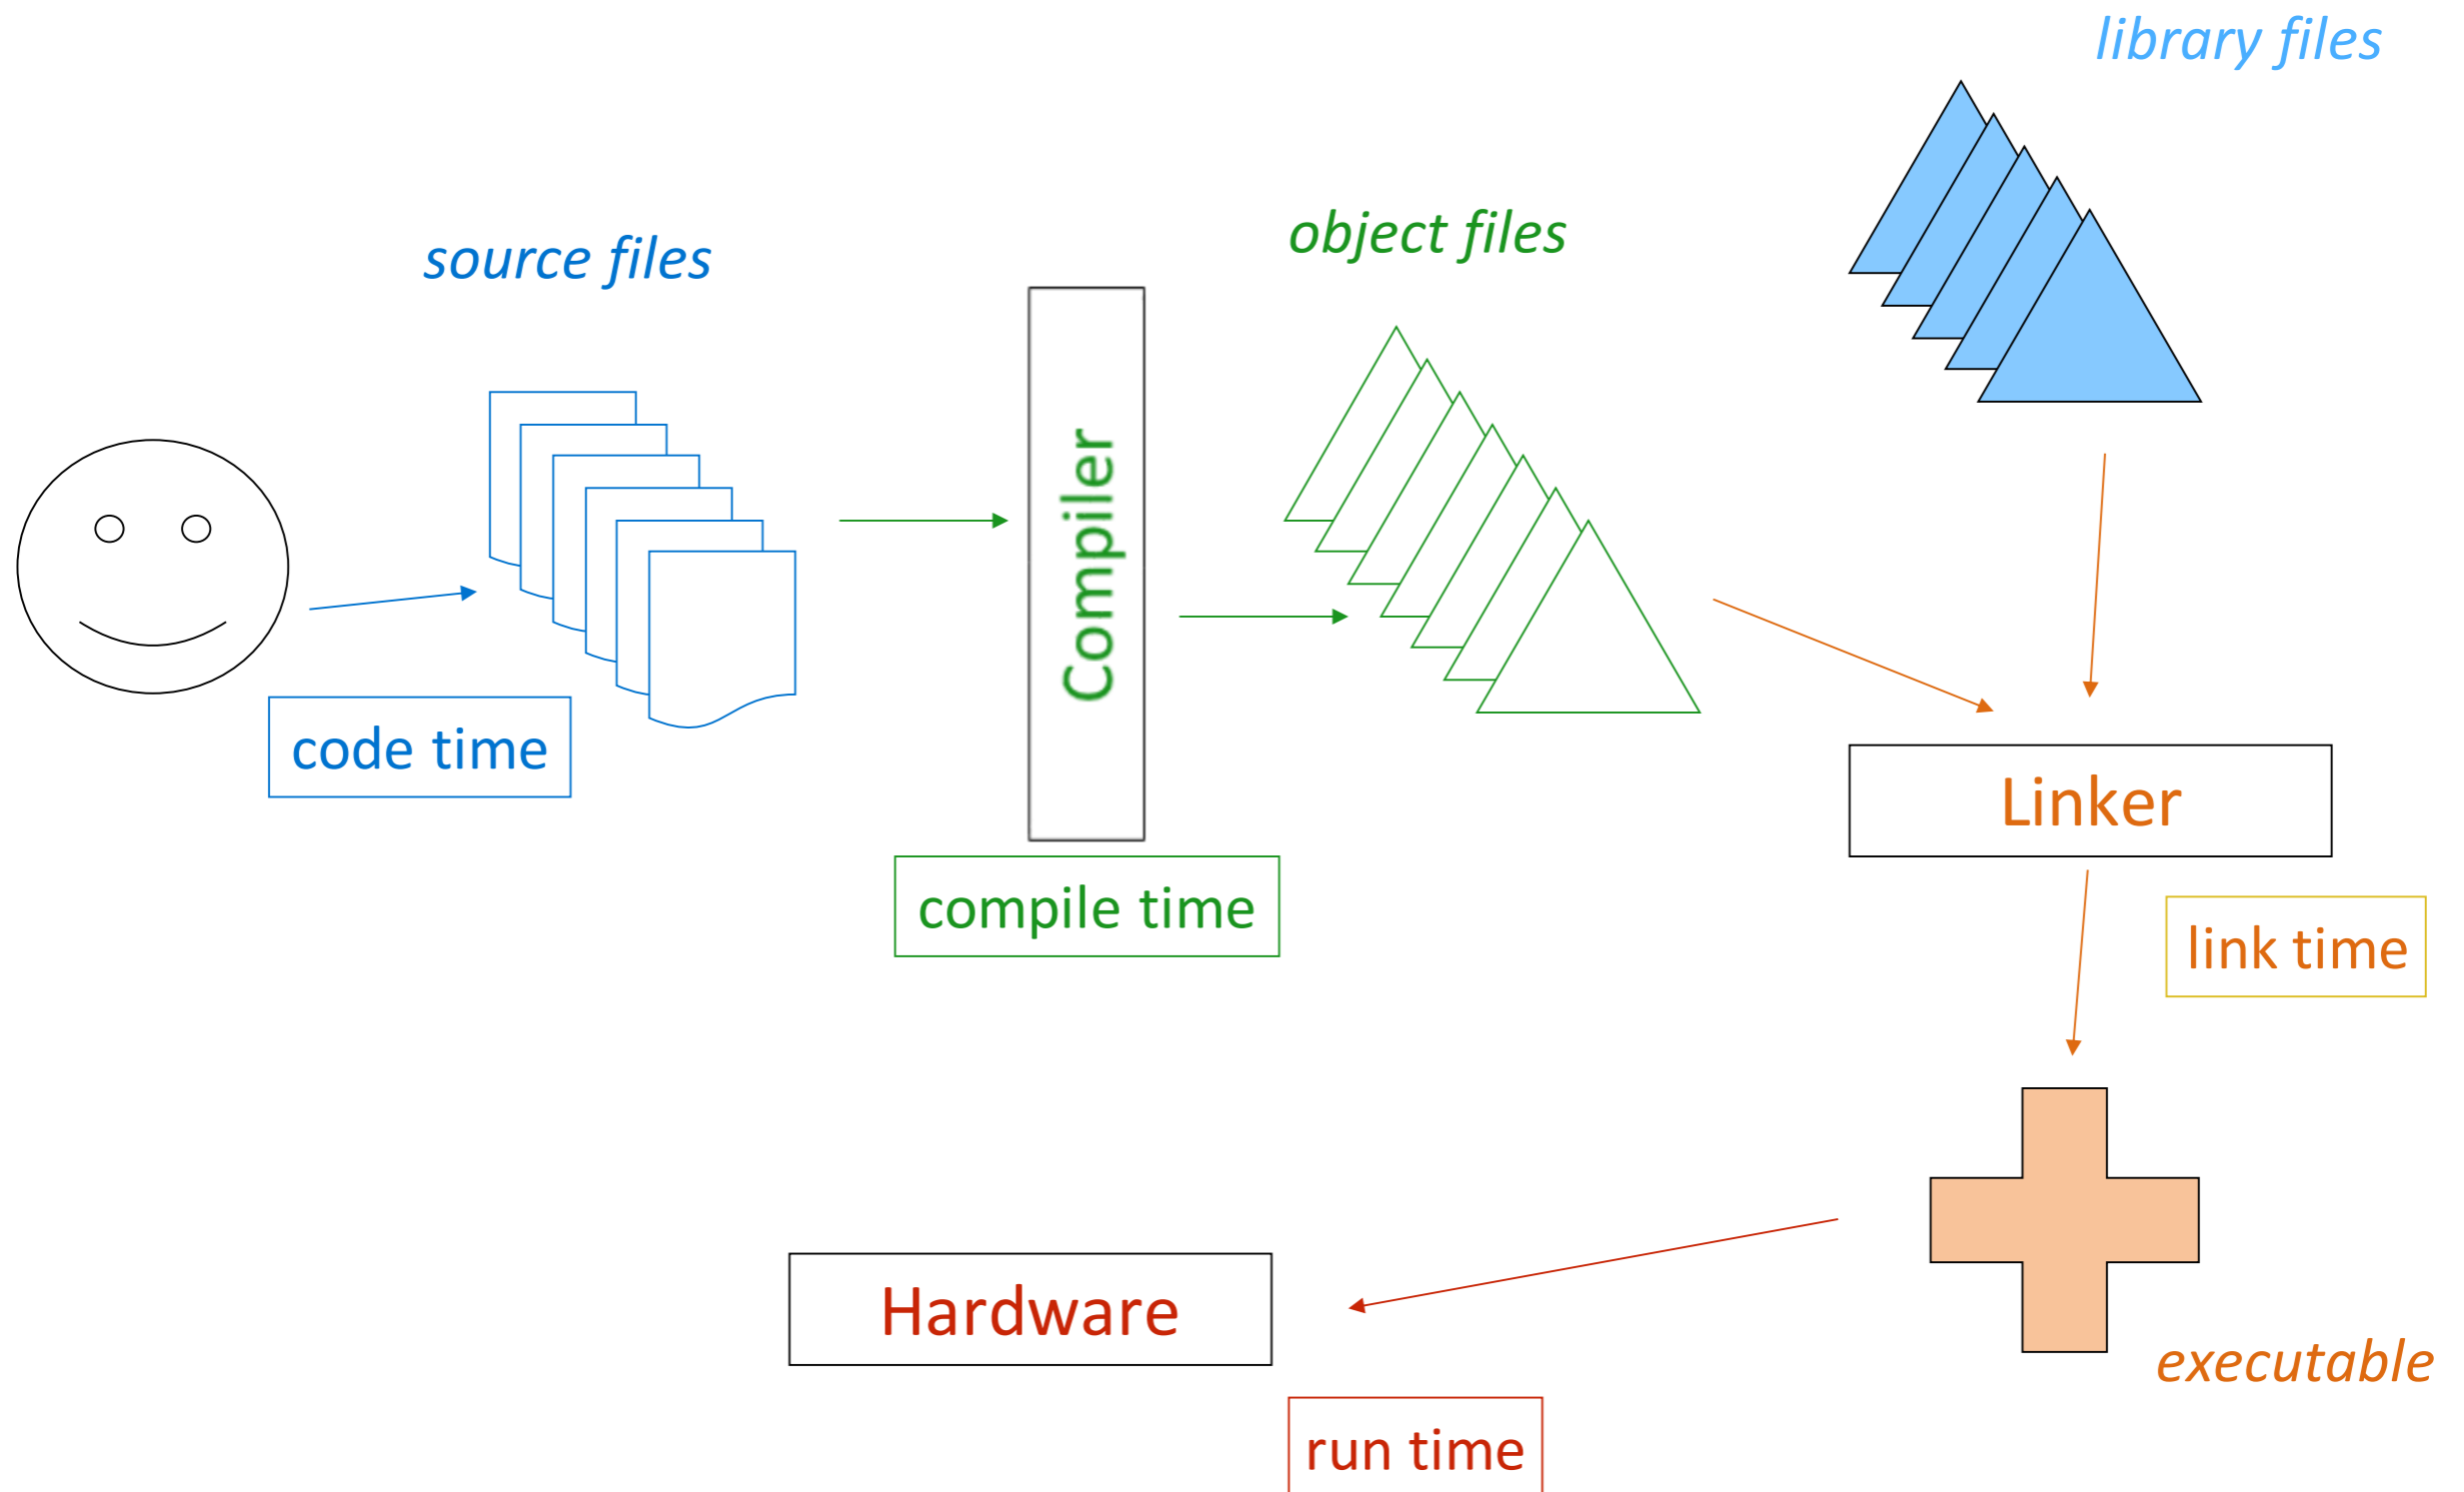 library files
source files
object files
Compiler
code time
Linker
compile time
link time
Hardware
executable
run time